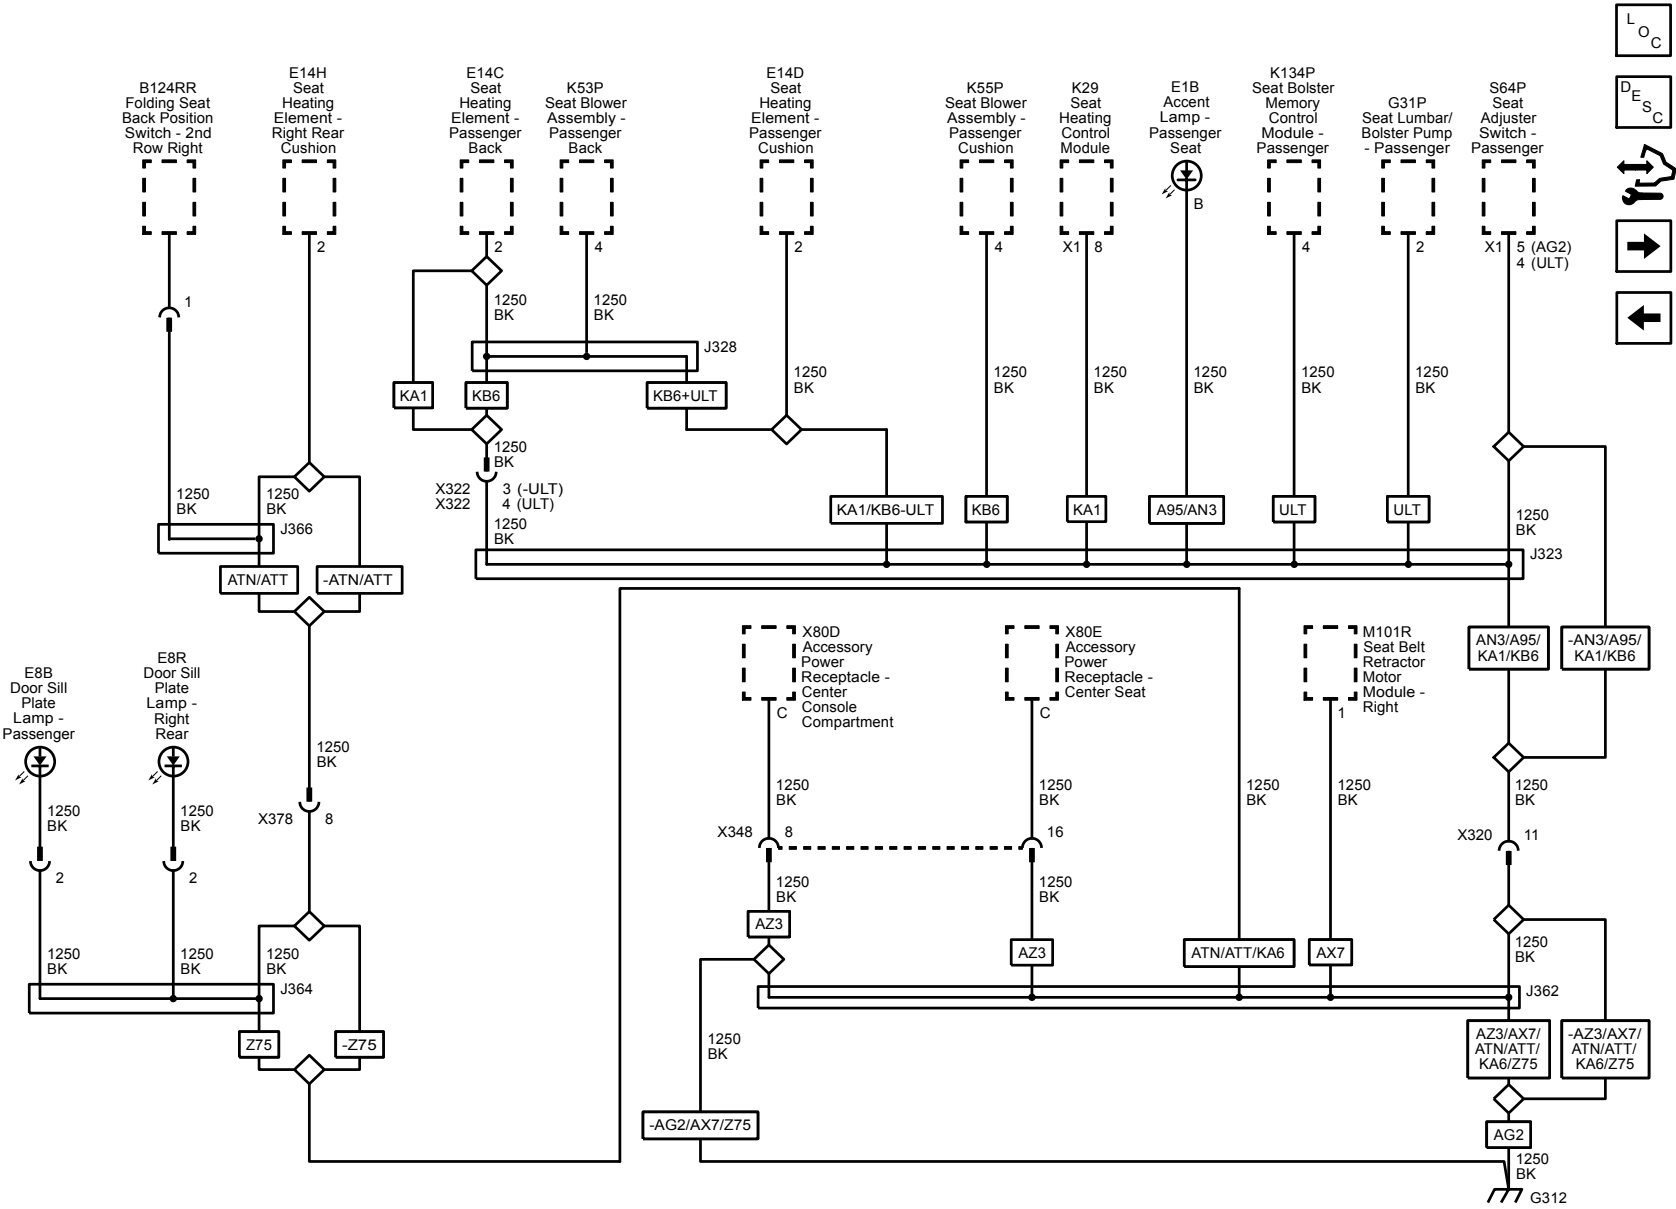 L
O
C
D
E
S
C
B124RR
Folding Seat
Back Position
Switch - 2nd
Row Right
E14H
Seat
Heating
Element -
Right Rear
Cushion
E14C
Seat
Heating
Element -
Passenger
Back
K53P
Seat Blower
Assembly -
Passenger
Back
E14D
Seat
Heating
Element -
Passenger
Cushion
K55P
Seat Blower
Assembly -
Passenger
Cushion
K29
Seat
Heating
Control
Module
E1B
Accent
Lamp -
Passenger
Seat
K134P
Seat Bolster
Memory
Control
Module -
Passenger
G31P
Seat Lumbar/
Bolster Pump
- Passenger
S64P
Seat
Adjuster
Switch -
Passenger
B
2
2
4
2
4
X1 8
4
2
X1 5 (AG2)
4 (ULT)
1
1250
BK
1250
BK
J328
1250
BK
1250
BK
1250
BK
1250
BK
1250
BK
1250
BK
KA1
KB6
KB6+ULT
1250
BK
X322 3 (-ULT)
X322 4 (ULT)
1250
BK
1250
BK
1250
BK
J366
KA1/KB6-ULT
KB6
KA1
A95/AN3
ULT
ULT
1250
BK
J323
ATN/ATT
-ATN/ATT
E8B
Door Sill
Plate
Lamp -
Passenger
E8R
Door Sill
Plate
Lamp -
Right
Rear
X80D
Accessory
Power
Receptacle -
Center
Console
Compartment
X80E
Accessory
Power
Receptacle -
Center Seat
M101R
Seat Belt
Retractor
Motor
Module -
Right
AN3/A95/
KA1/KB6
-AN3/A95/
KA1/KB6
C
C
1
1250
BK
1250
BK
1250
BK
X378 8
1250
BK
1250
BK
1250
BK
1250
BK
1250
BK
X348 8
16
X320 11
2
2
1250
BK
1250
BK
AZ3
AZ3
ATN/ATT/KA6
AX7
1250
BK
1250
BK
1250
BK
1250
BK
J364
J362
Z75
-Z75
1250
BK
AZ3/AX7/
ATN/ATT/
KA6/Z75
-AZ3/AX7/
ATN/ATT/
KA6/Z75
-AG2/AX7/Z75
AG2
1250
BK
G312